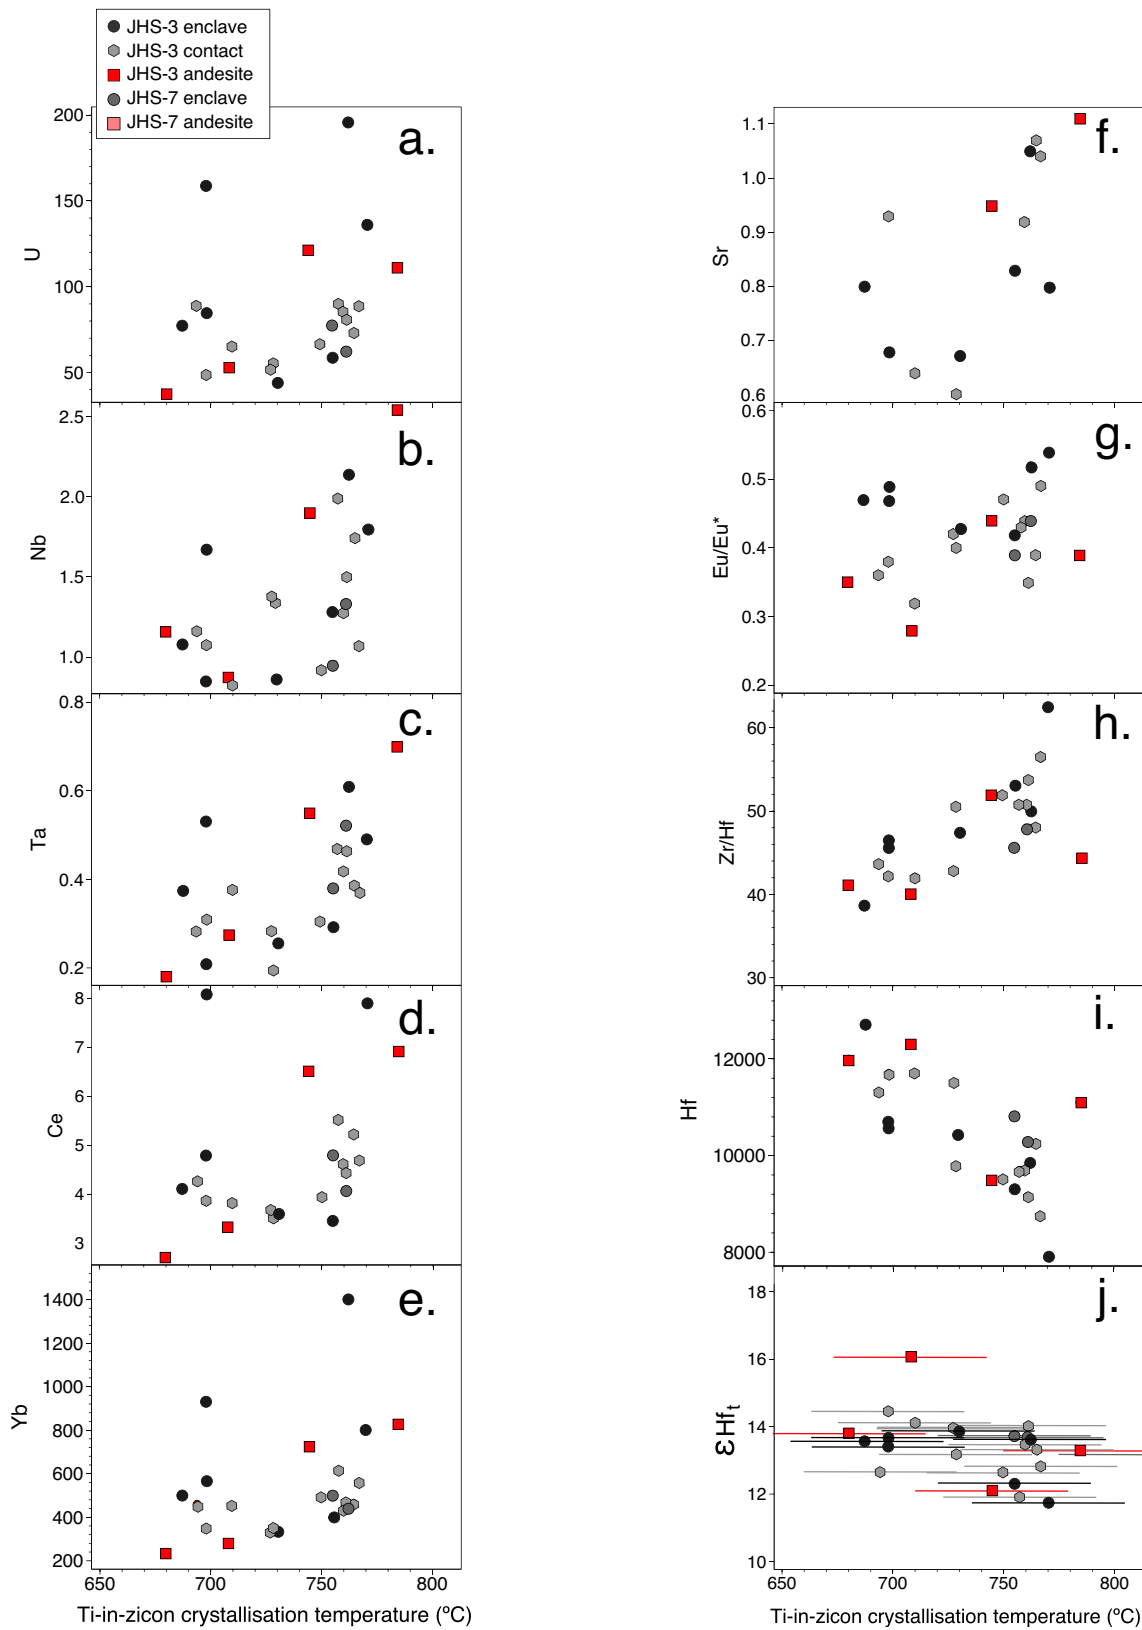 JHS-3 enclave
JHS-3 contact
JHS-3 andesite
JHS-7 enclave
JHS-7 andesite
a.
200
150
100
50
U
b.
2.5
2.0
1.5
1.0
Nb
c.
0.8
0.6
0.4
0.2
Ta
d.
8
7
6
5
4
3
Ce
e.
1400
1200
1000
800
600
400
200
Yb
650 700 750 800
Ti-in-zicon crystallisation temperature (ºC)
f.
1.1
1.0
0.9
0.8
0.7
0.6
Sr
g.
0.6
0.5
0.4
0.3
0.2
Eu/Eu*
h.
60
50
40
30
Zr/Hf
i.
12000
10000
8000
Hf
j.
18
16
14
12
10
εHft
650 700 750 800
Ti-in-zicon crystallisation temperature (ºC)